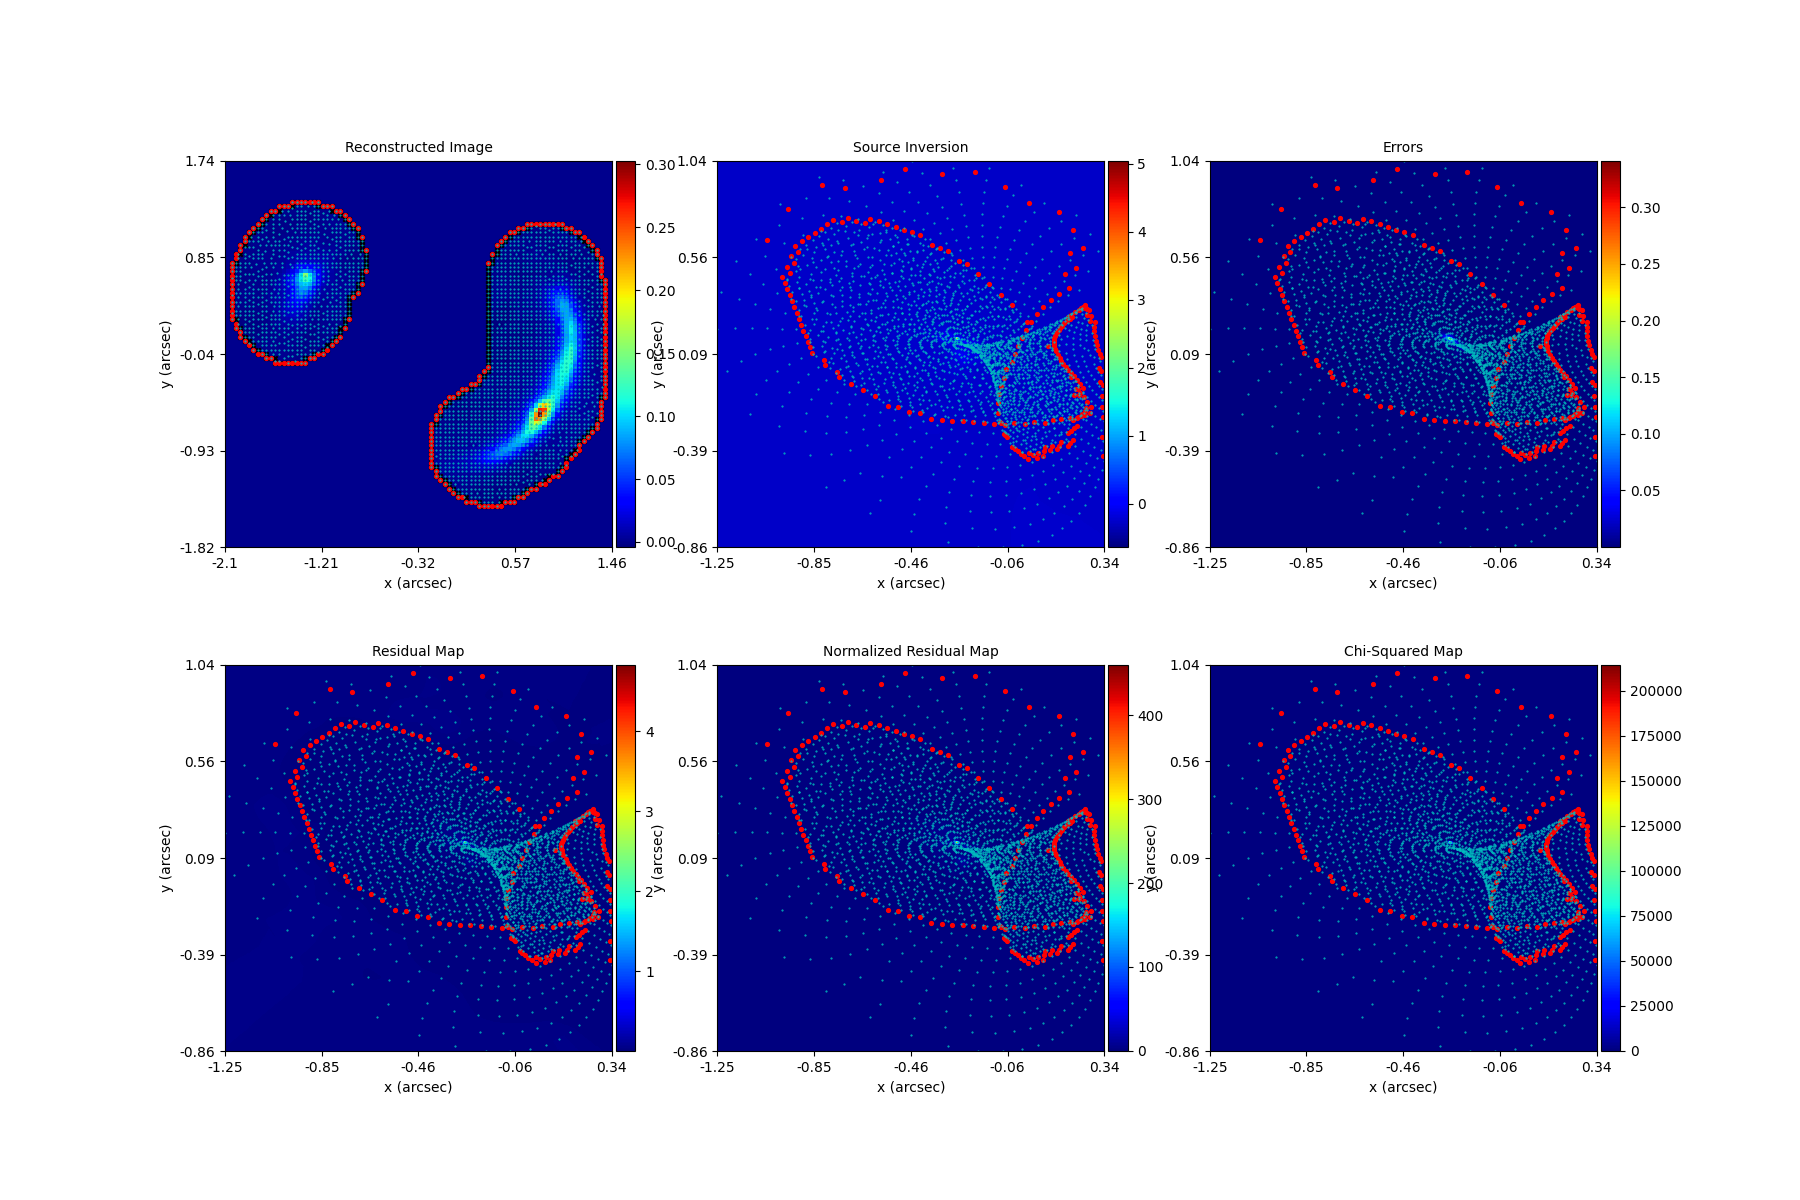 Reconstructed Image
1.74
0.85
-0.04
-0.93
-1.82
y (arcsec)
-2.1 -1.21 -0.32 0.57 1.46
x (arcsec)
0.30
0.25
0.20
0.15
0.10
0.05
0.00
Source Inversion
1.04
0.56
0.09
-0.39
-0.86
y (arcsec)
-1.25 -0.85 -0.46 -0.06 0.34
x (arcsec)
5
4
3
2
1
0
Errors
1.04
0.56
0.09
-0.39
-0.86
y (arcsec)
-1.25 -0.85 -0.46 -0.06 0.34
x (arcsec)
0.30
0.25
0.20
0.15
0.10
0.05
Residual Map
1.04
0.56
0.09
-0.39
-0.86
y (arcsec)
-1.25 -0.85 -0.46 -0.06 0.34
x (arcsec)
4
3
2
1
Normalized Residual Map
1.04
0.56
0.09
-0.39
-0.86
y (arcsec)
-1.25 -0.85 -0.46 -0.06 0.34
x (arcsec)
400
300
200
100
0
Chi-Squared Map
1.04
0.56
0.09
-0.39
-0.86
y (arcsec)
-1.25 -0.85 -0.46 -0.06 0.34
x (arcsec)
200000
175000
150000
125000
100000
75000
50000
25000
0